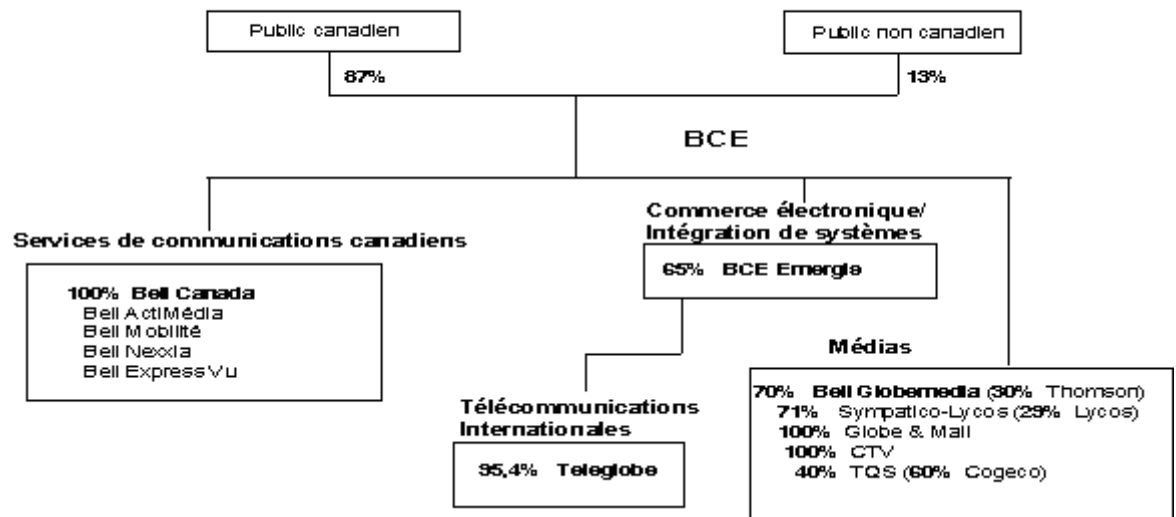 Public canadien
Public non canadien
87%
13%
BCE
Services de communications canadiens
100% Bell Canada
Bell ActiMédia
Bell Mobilité
Bell Nexxia
Bell ExpressVu
Commerce électronique/
Intégration de systèmes
65% BCE Emergis
Télécommunications
Internationales
95,4% Teleglobe
Médias
70% Bell Globemedia (30% Thomson)
71% Sympatico-Lycos (29% Lycos)
100% Globe & Mail
100% CTV
40% TQS (60% Cogeco)